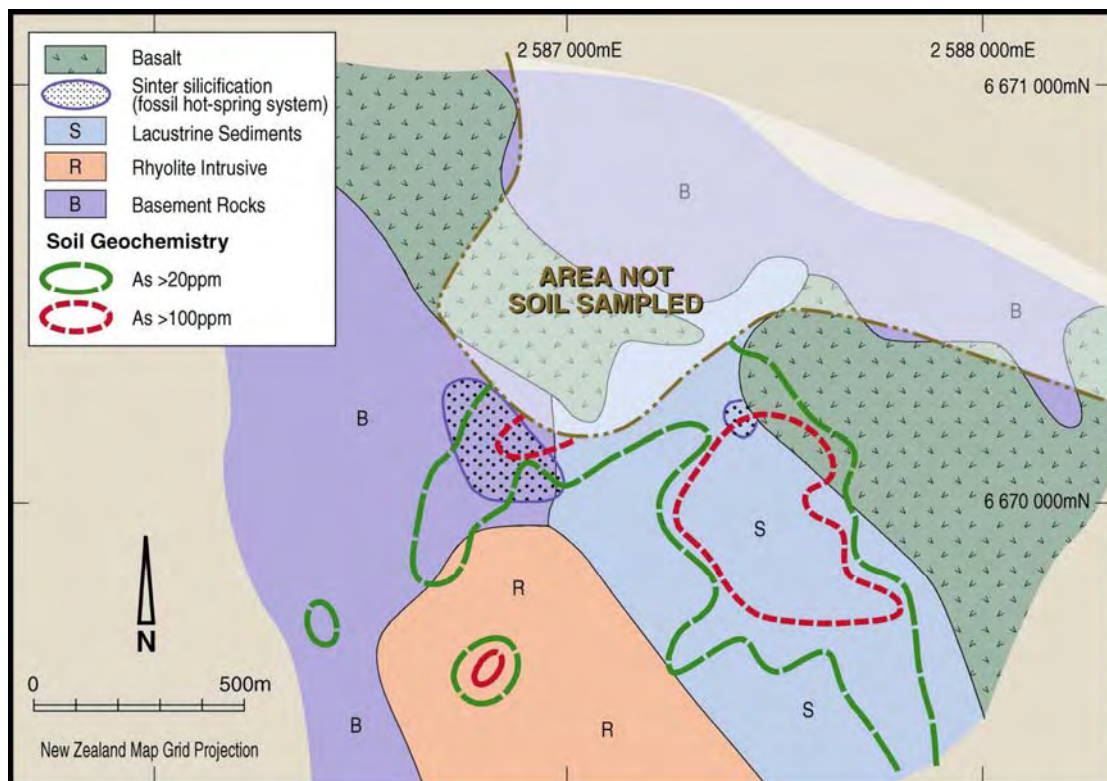 2 587 000mE
2 588 000mE
6 671 000mN
Basalt
Sinter silicification
(fossil hot-spring system)
S Lacustrine Sediments
R Rhyolite Intrusive
B Basement Rocks
Soil Geochemistry
As >20ppm
As >100ppm
B
AREA NOT
SOIL SAMPLED
B
B
6 670 000mN
S
R
N
S
0 500m
B
R
New Zealand Map Grid Projection